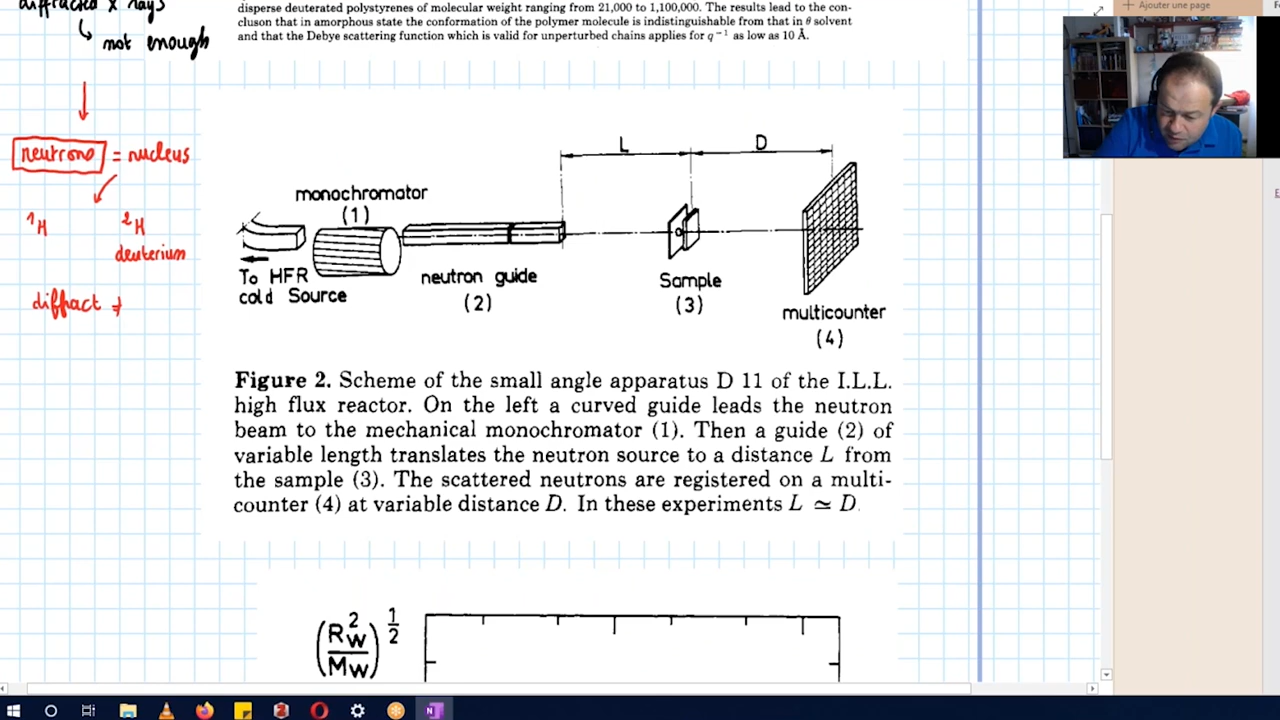 diffracted x rays
not enough
neutrons = nucleus
¹H ²H
deuterium
diffract ≠
disperse deuterated polystyrenes of molecular weight ranging from 21,000 to 1,100,000. The results lead to the con-
cluson that in amorphous state the conformation of the polymer molecule is indistinguishable from that in θ solvent
and that the Debye scattering function which is valid for unperturbed chains applies for q⁻¹ as low as 10 Å.
L D
monochromator
(1)
To HFR
cold Source
neutron guide
(2)
Sample
(3)
multicounter
(4)
Figure 2. Scheme of the small angle apparatus D 11 of the I.L.L.
high flux reactor. On the left a curved guide leads the neutron
beam to the mechanical monochromator (1). Then a guide (2) of
variable length translates the neutron source to a distance L from
the sample (3). The scattered neutrons are registered on a multi-
counter (4) at variable distance D. In these experiments L ≃ D.
(R²W/MW)^1/2
Ajoute une page